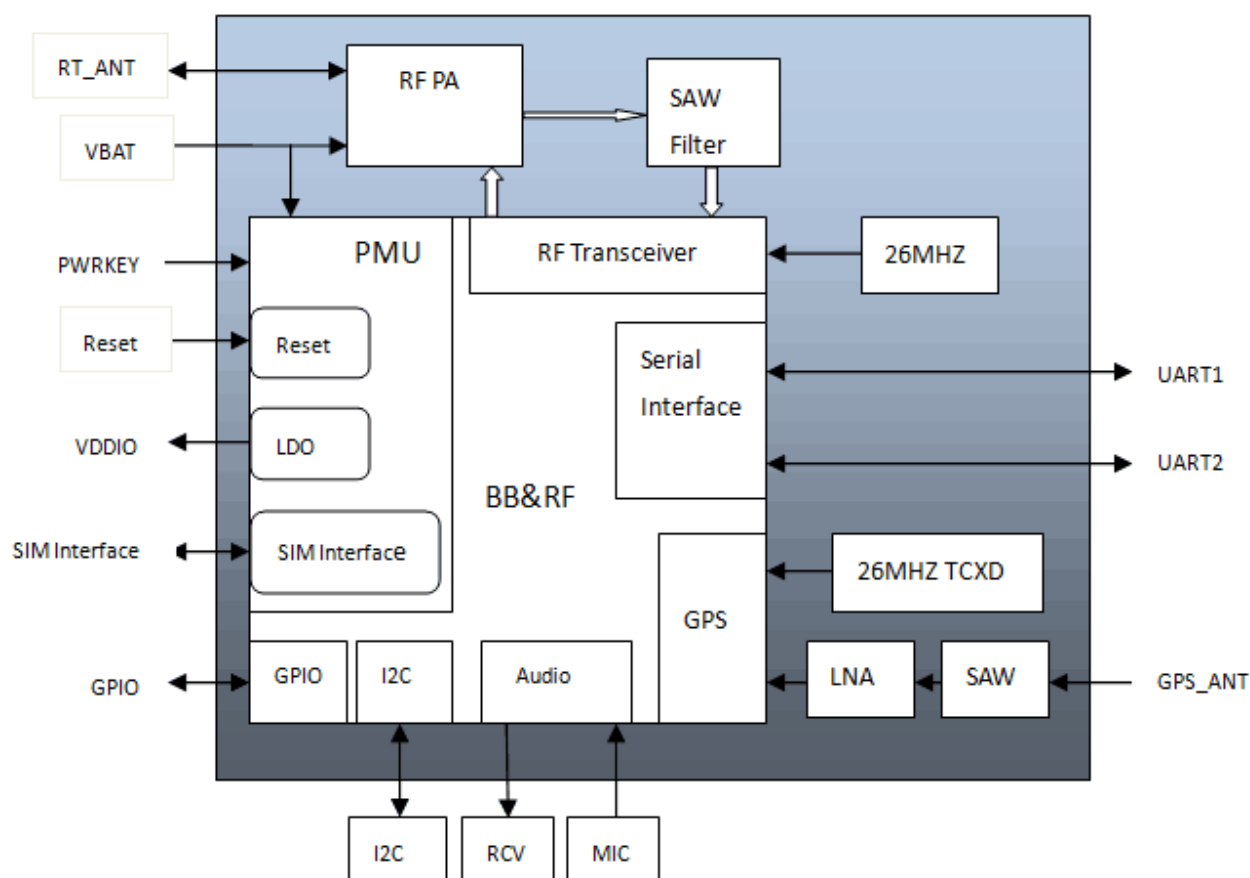 RT_ANT
RF PA
SAW
Filter
VBAT
PWRKEY
PMU
RF Transceiver
26MHZ
Reset
Reset
Serial
Interface
UART1
VDDIO
LDO
UART2
BB&RF
SIM Interface
SIM Interface
26MHZ TCXD
GPS
GPIO
GPIO
I2C
Audio
LNA
SAW
GPS_ANT
I2C
RCV
MIC